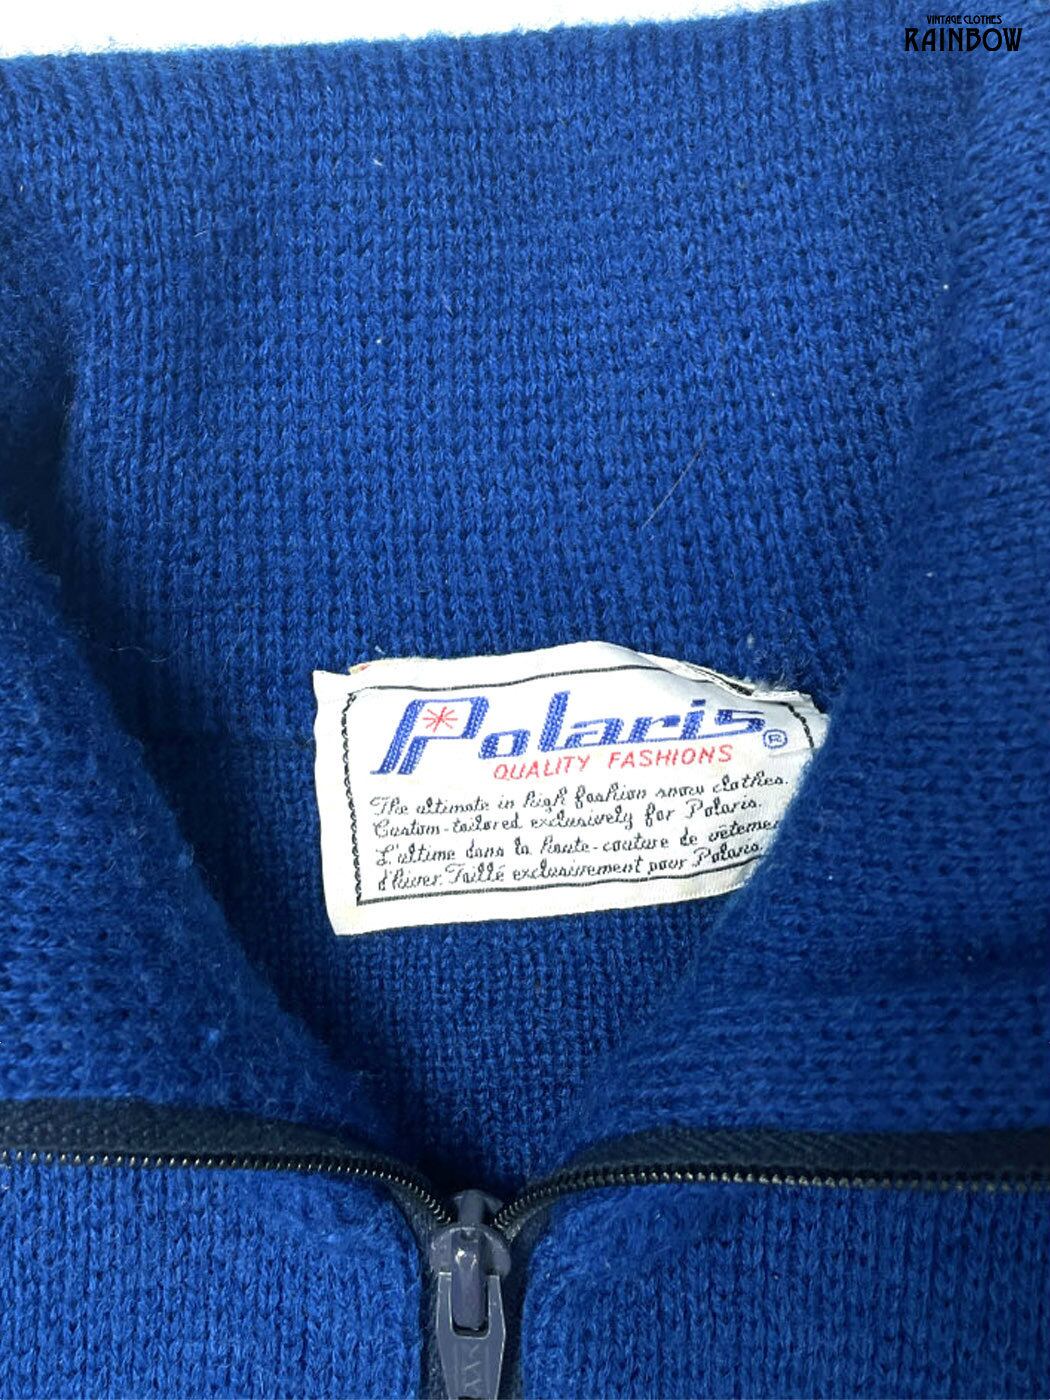 VINTAGE CLOTHES
RAINBOW
Polaris®
QUALITY FASHIONS
The ultimate in high fashion snow clothes.
Custom-tailored exclusively for Polaris.
L'ultime dans la haute-couture de vêtemen
d'hiver. Taillé exclusivement pour Polaris.